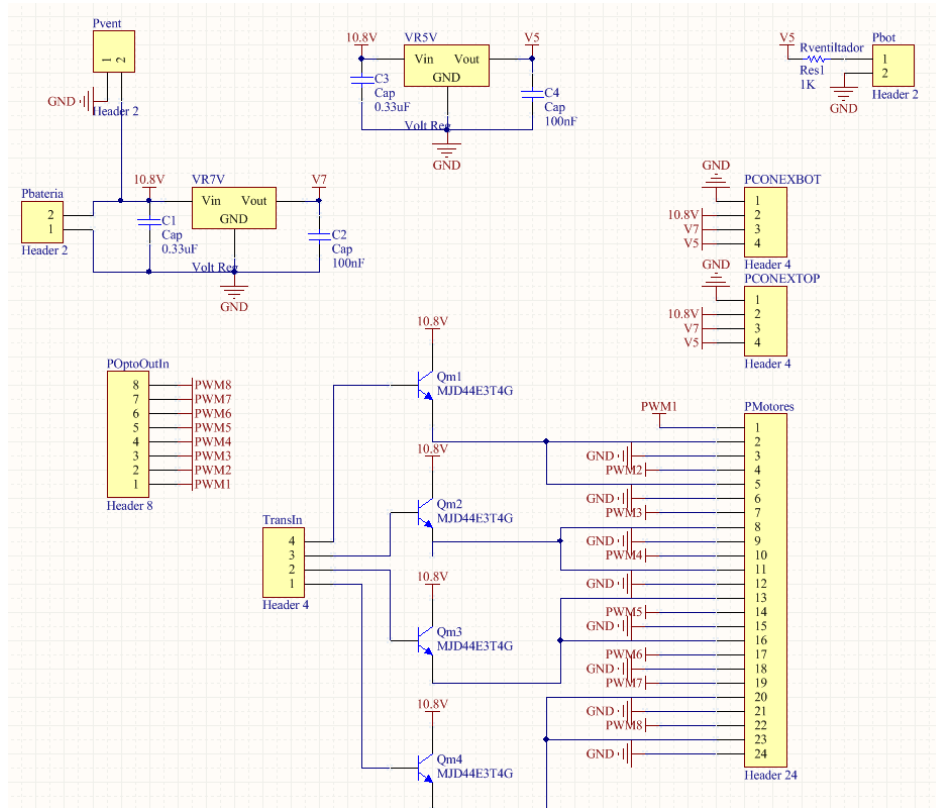 Pvent
1
2
GND
Header 2
10.8V
VR5V
V5
Vin
Vout
GND
C3
Cap
0.33uF
C4
Cap
100nF
Volt Reg
GND
V5
Rventiltador
Res1
1K
Pbot
1
2
GND
Header 2
Pbateria
2
1
Header 2
10.8V
VR7V
V7
Vin
Vout
GND
C1
Cap
0.33uF
C2
Cap
100nF
Volt Reg
GND
GND
PCONEXBOT
1
10.8V
2
V7
3
V5
4
Header 4
GND
PCONEXTOP
1
10.8V
2
V7
3
V5
4
Header 4
POptoOutIn
8 PWM8
7 PWM7
6 PWM6
5 PWM5
4 PWM4
3 PWM3
2 PWM2
1 PWM1
Header 8
10.8V
Qm1
MJD44E3T4G
10.8V
Qm2
MJD44E3T4G
TransIn
4
3
2
1
Header 4
10.8V
Qm3
MJD44E3T4G
10.8V
Qm4
MJD44E3T4G
PMotores
PWM1
1
2
GND 3
PWM2 4
5
GND 6
PWM3 7
8
GND 9
PWM4 10
11
GND 12
13
PWM5 14
GND 15
16
PWM6 17
GND 18
PWM7 19
20
GND 21
PWM8 22
23
GND 24
Header 24